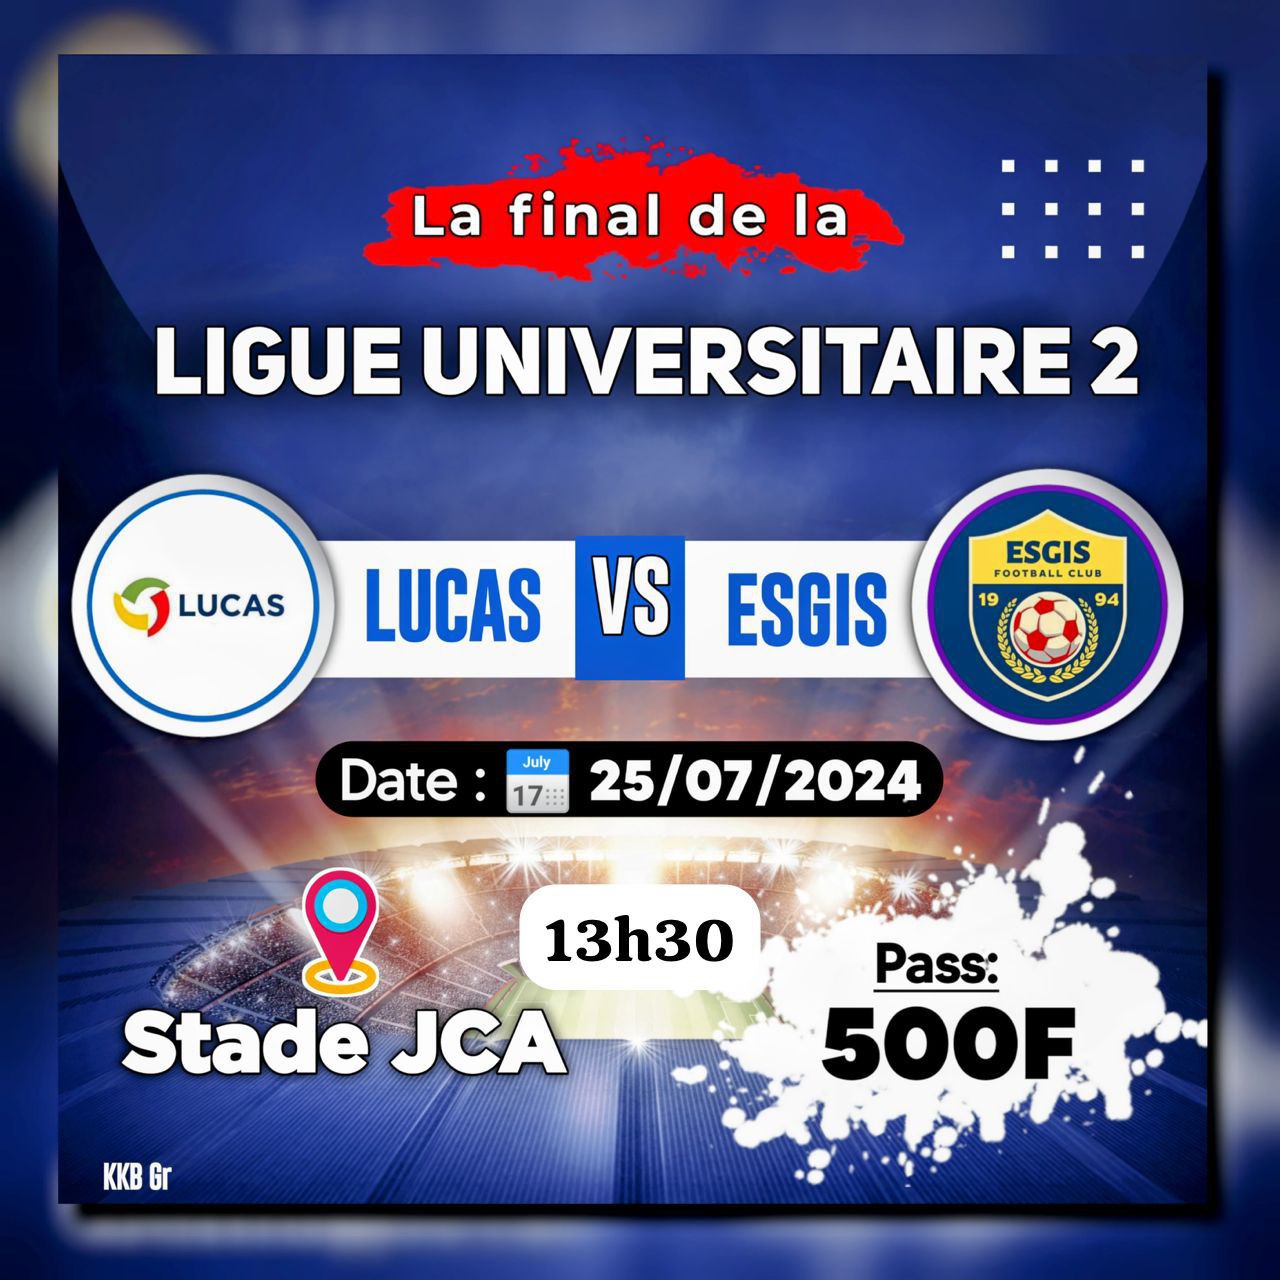 La final de la
LIGUE UNIVERSITAIRE 2
LUCAS
LUCAS
VS
ESGIS
ESGIS
FOOTBALL CLUB
19 94
Date : July 17 25/07/2024
13h30
Stade JCA
Pass:
500F
KKB Gr